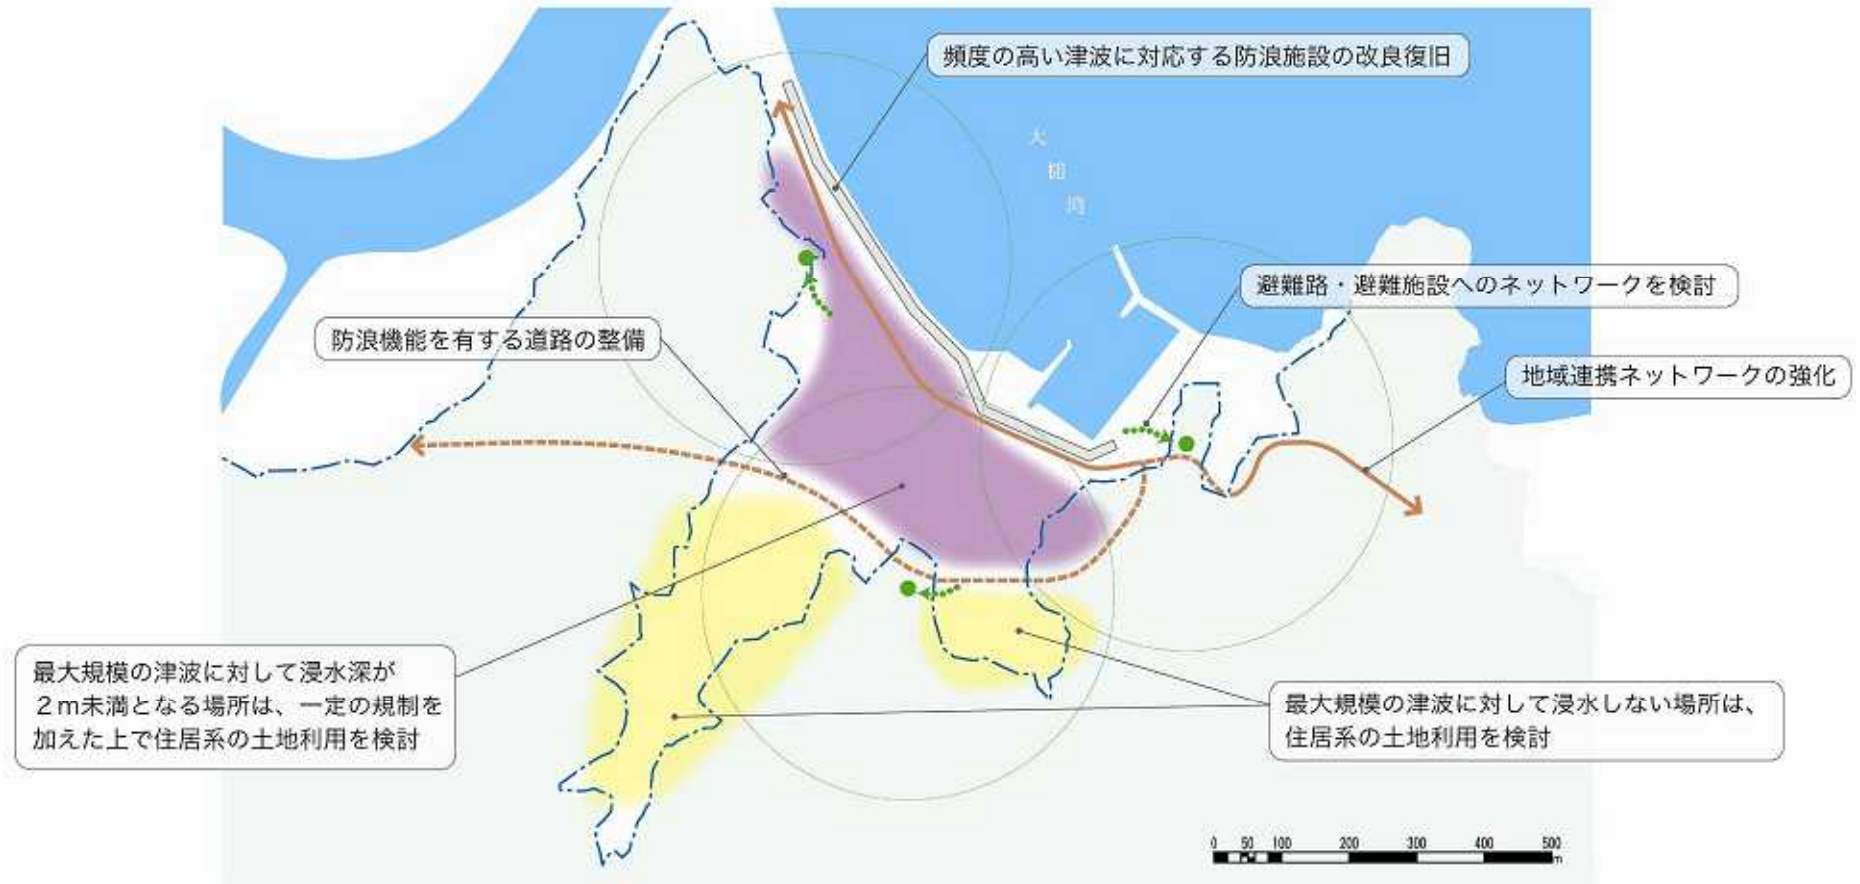 頻度の高い津波に対応する防浪施設の改良復旧
大
槌
湾
避難路・避難施設へのネットワークを検討
防浪機能を有する道路の整備
地域連携ネットワークの強化
最大規模の津波に対して浸水深が
２ｍ未満となる場所は、一定の規制を
加えた上で住居系の土地利用を検討
最大規模の津波に対して浸水しない場所は、
住居系の土地利用を検討
0 50 100 200 300 400 500
m